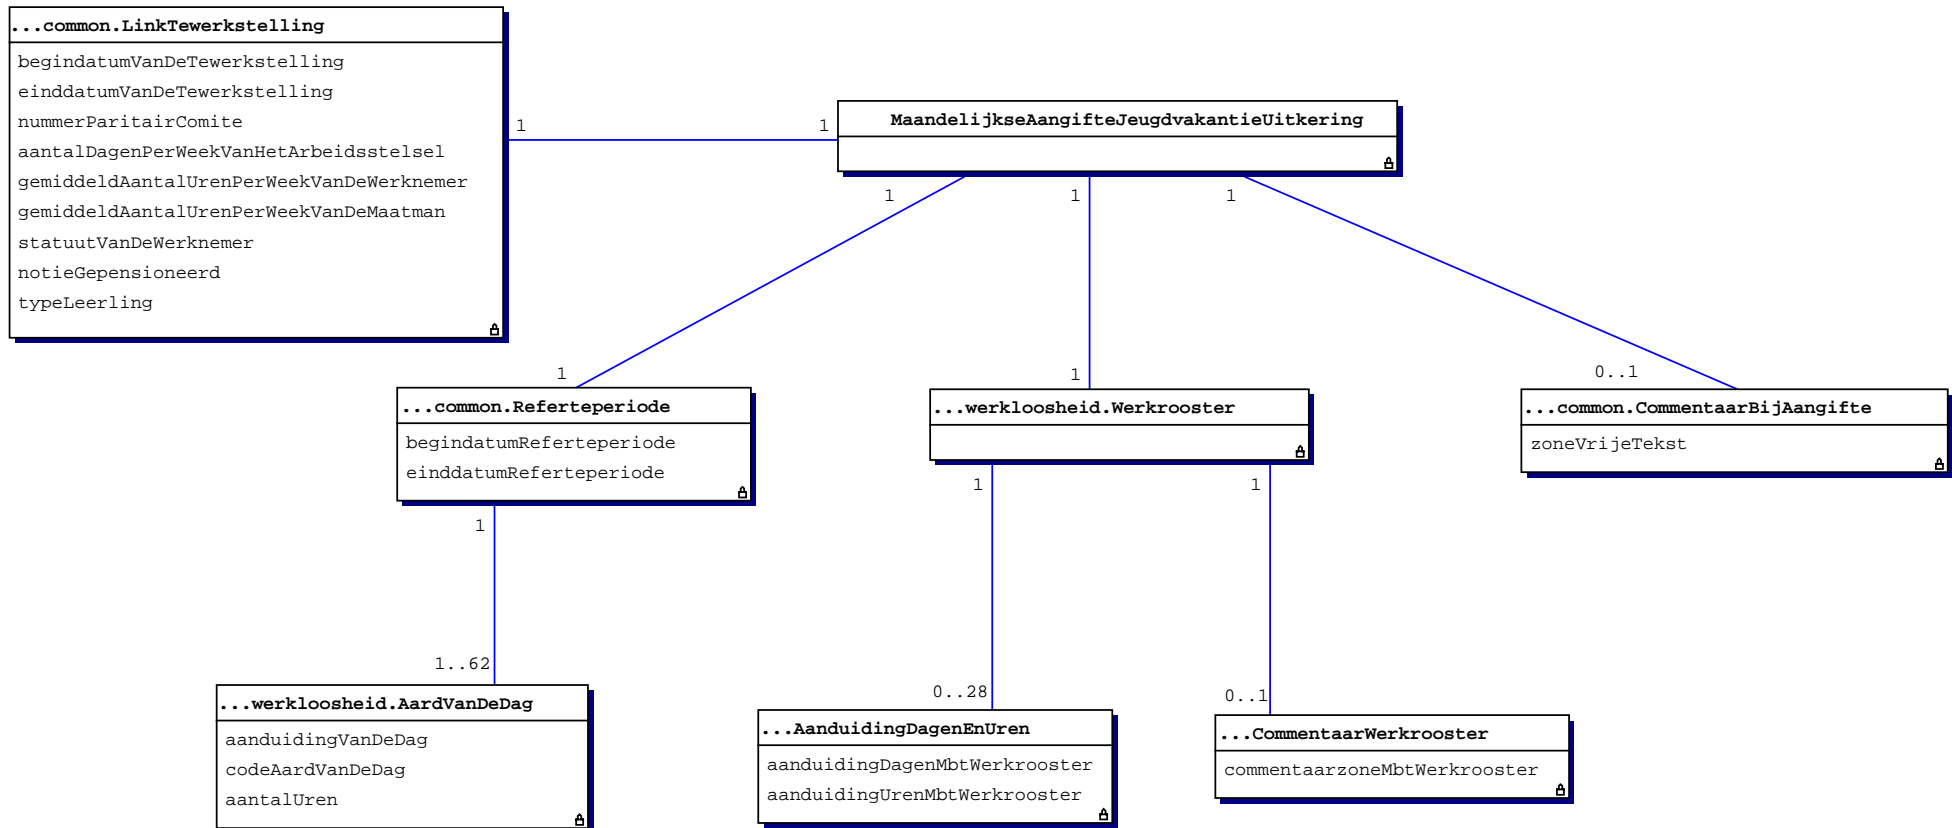 ...common.LinkTewerkstelling
begindatumVanDeTewerkstelling
einddatumVanDeTewerkstelling
nummerParitairComite
aantalDagenPerWeekVanHetArbeidsstelsel
gemiddeldAantalUrenPerWeekVanDeWerknemer
gemiddeldAantalUrenPerWeekVanDeMaatman
statuutVanDeWerknemer
notieGepensioneerd
typeLeerling
1
1
MaandelijkseAangifteJeugdvakantieUitkering
1
1
1
1
1
0..1
...common.Referteperiode
begindatumReferteperiode
einddatumReferteperiode
...werkloosheid.Werkrooster
...common.CommentaarBijAangifte
zoneVrijeTekst
1
1
1
1..62
0..28
0..1
...werkloosheid.AardVanDeDag
aanduidingVanDeDag
codeAardVanDeDag
aantalUren
...AanduidingDagenEnUren
aanduidingDagenMbtWerkrooster
aanduidingUrenMbtWerkrooster
...CommentaarWerkrooster
commentaarzoneMbtWerkrooster